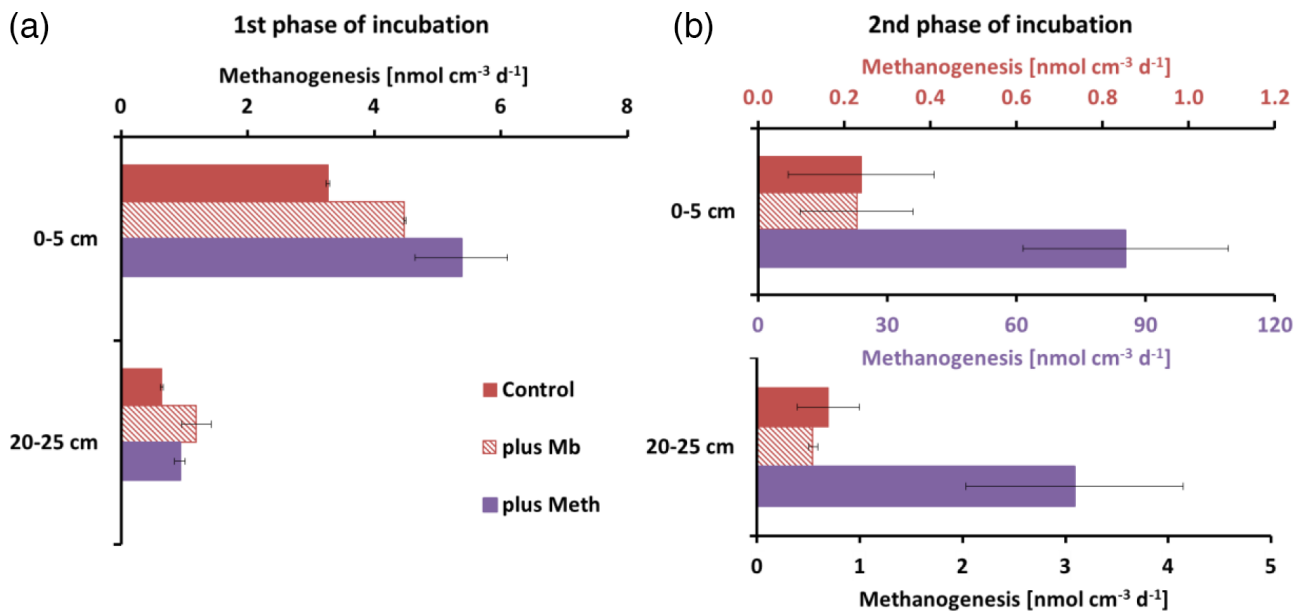 (a)
1st phase of incubation
Methanogenesis [nmol cm⁻³ d⁻¹]
0 2 4 6 8
0-5 cm
20-25 cm
Control
plus Mb
plus Meth
(b)
2nd phase of incubation
Methanogenesis [nmol cm⁻³ d⁻¹]
0.0 0.2 0.4 0.6 0.8 1.0 1.2
0-5 cm
0 30 60 90 120
Methanogenesis [nmol cm⁻³ d⁻¹]
20-25 cm
0 1 2 3 4 5
Methanogenesis [nmol cm⁻³ d⁻¹]